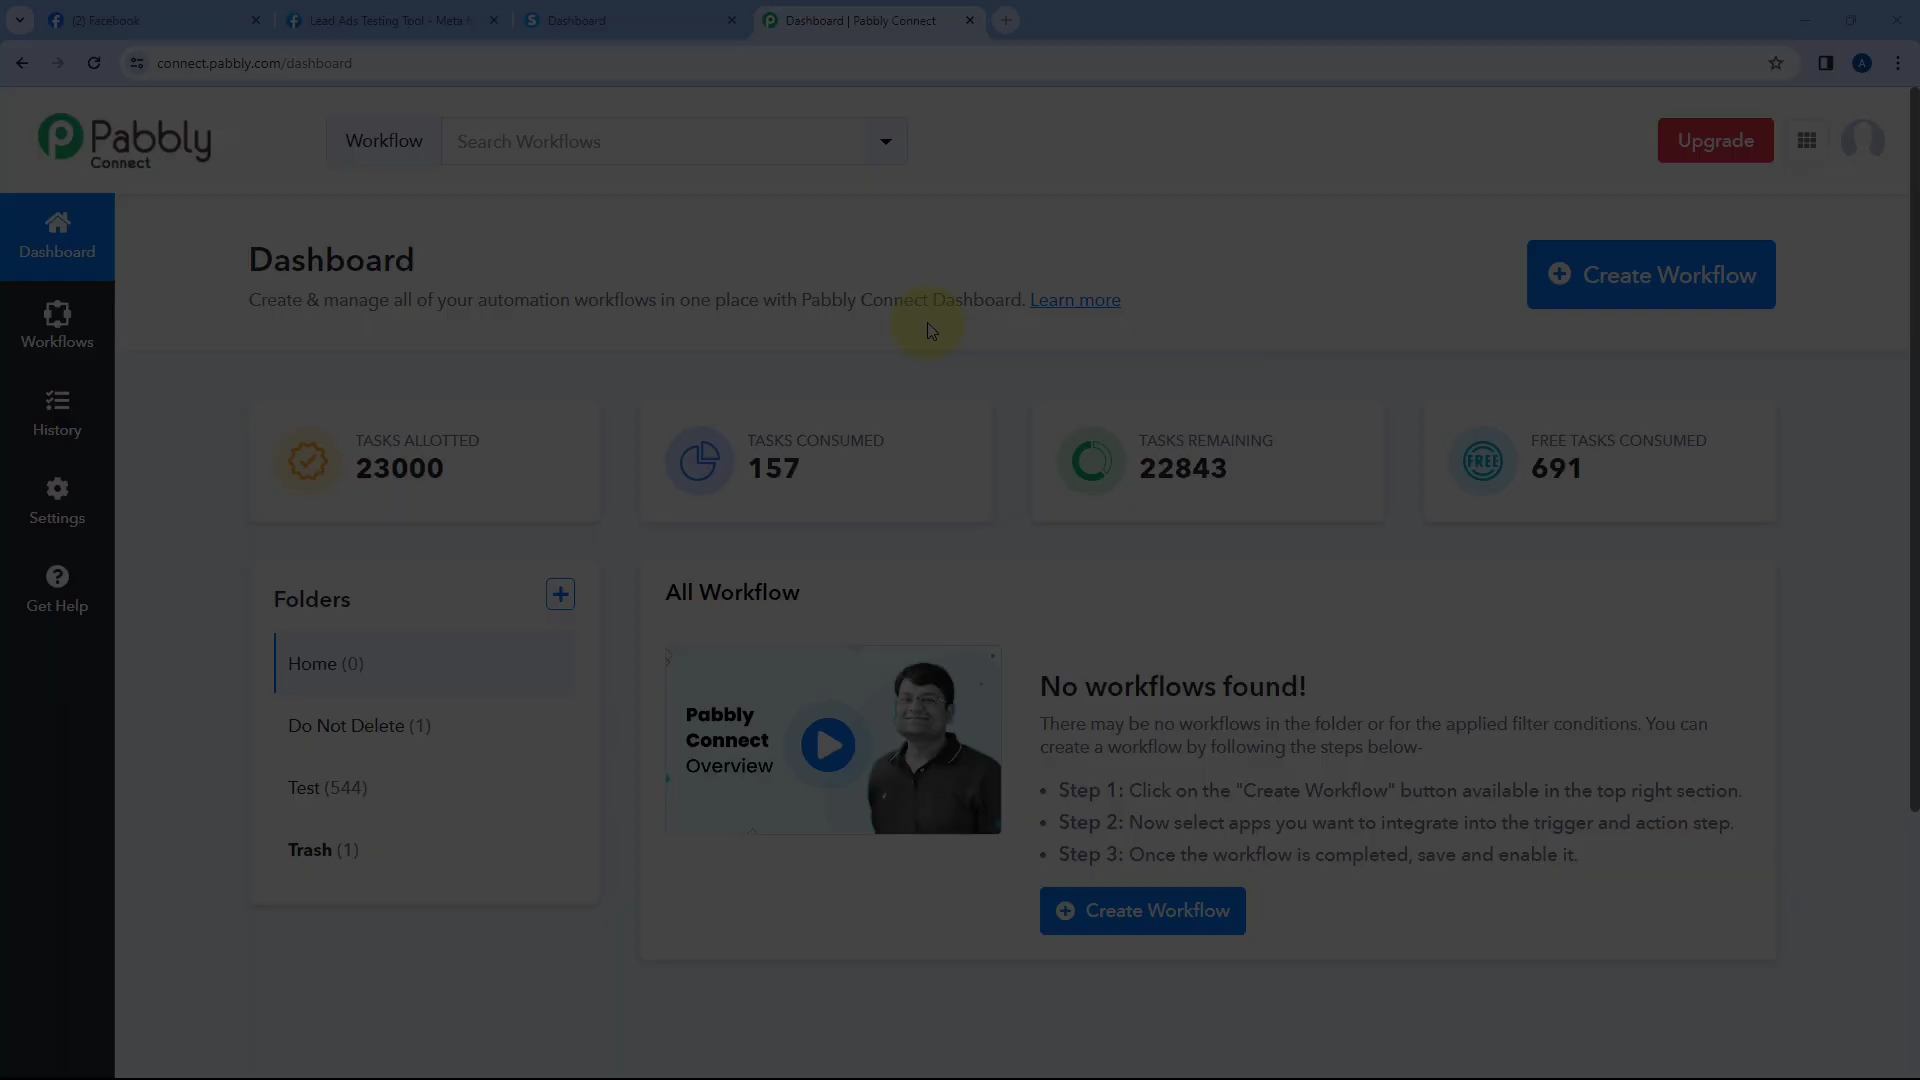 (2) Facebook
Lead Ads Testing Tool - Meta f
Dashboard
Dashboard | Pabbly Connect
connect.pabbly.com/dashboard
A
Pabbly
Connect
Workflow
Search Workflows
Upgrade
Dashboard
Workflows
History
Settings
Get Help
Dashboard
Create & manage all of your automation workflows in one place with Pabbly Connect Dashboard. Learn more
Create Workflow
TASKS ALLOTTED
23000
TASKS CONSUMED
157
TASKS REMAINING
22843
FREE
FREE TASKS CONSUMED
691
Folders
Home (0)
Do Not Delete (1)
Test (544)
Trash (1)
All Workflow
Pabbly
Connect
Overview
No workflows found!
There may be no workflows in the folder or for the applied filter conditions. You can
create a workflow by following the steps below-
• Step 1: Click on the "Create Workflow" button available in the top right section.
• Step 2: Now select apps you want to integrate into the trigger and action step.
• Step 3: Once the workflow is completed, save and enable it.
Create Workflow